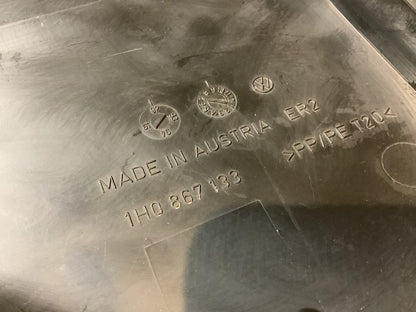 MADE IN AUSTRIA ER2
1H0 867 133 >PP/PE T20<